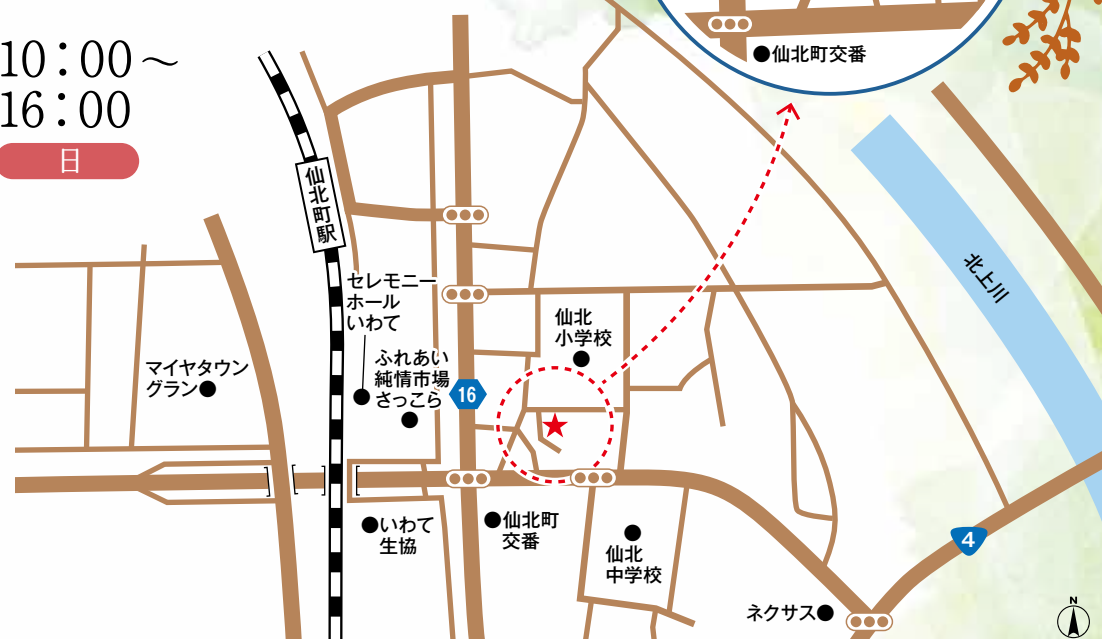 10：00〜
16：00
日
仙北町交番
仙北町駅
北上川
セレモニー
ホール
いわて
仙北
小学校
ふれあい
純情市場
さっこら
マイヤタウン
グラン
16
いわて
生協
仙北町
交番
仙北
中学校
4
ネクサス
N